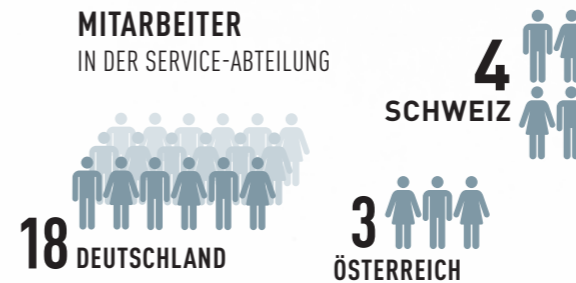 MITARBEITER
IN DER SERVICE-ABTEILUNG
4
SCHWEIZ
18 DEUTSCHLAND
3
ÖSTERREICH